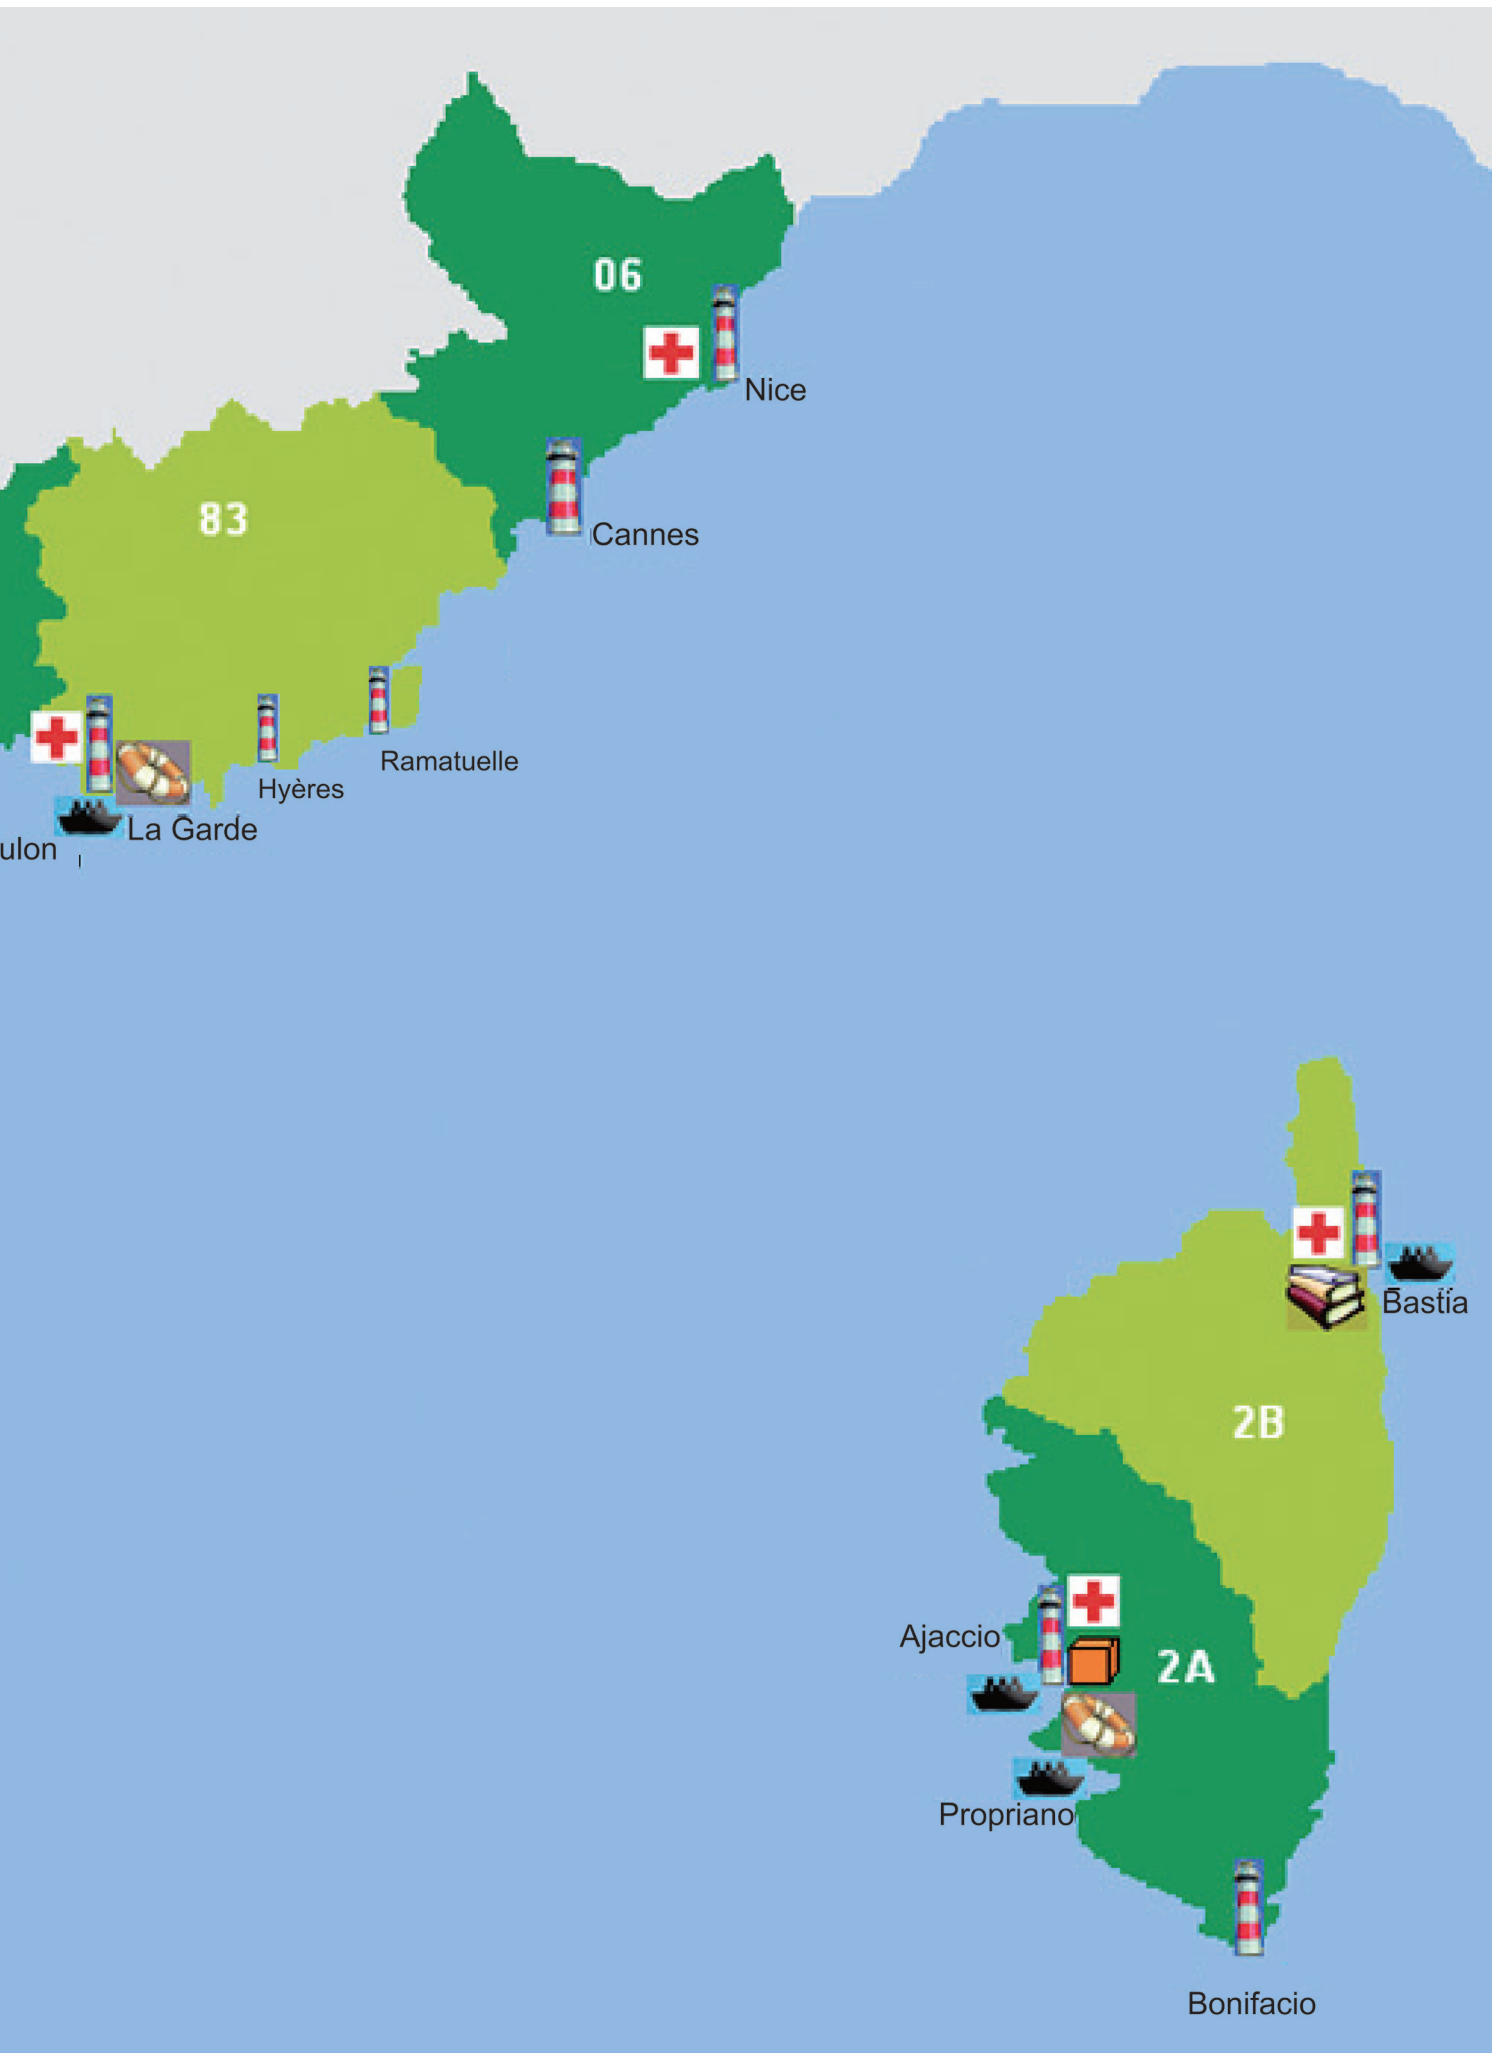 06
Nice
83
Cannes
Ramatuelle
Hyères
La Garde
ulon
Bastia
2B
Ajaccio
2A
Propriano
Bonifacio